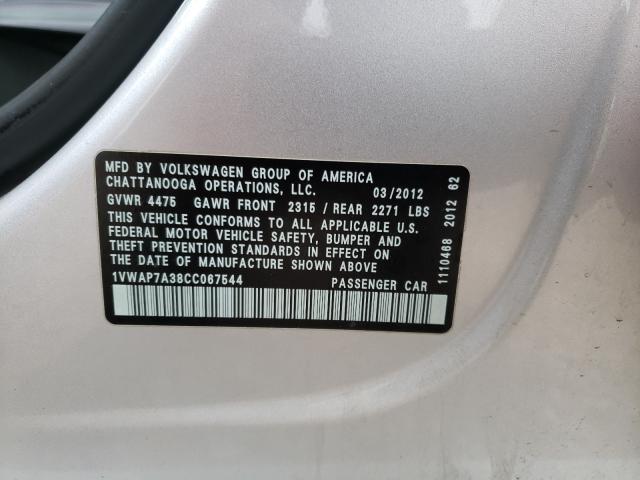 MFD BY VOLKSWAGEN GROUP OF AMERICA
CHATTANOOGA OPERATIONS, LLC. 03/2012
GVWR 4475 GAWR FRONT 2315 / REAR 2271 LBS
THIS VEHICLE CONFORMS TO ALL APPLICABLE U.S.
FEDERAL MOTOR VEHICLE SAFETY, BUMPER AND
THEFT PREVENTION STANDARDS IN EFFECT ON
THE DATE OF MANUFACTURE SHOWN ABOVE
1VWAP7A38CC067544 PASSENGER CAR
1110468 2012 62